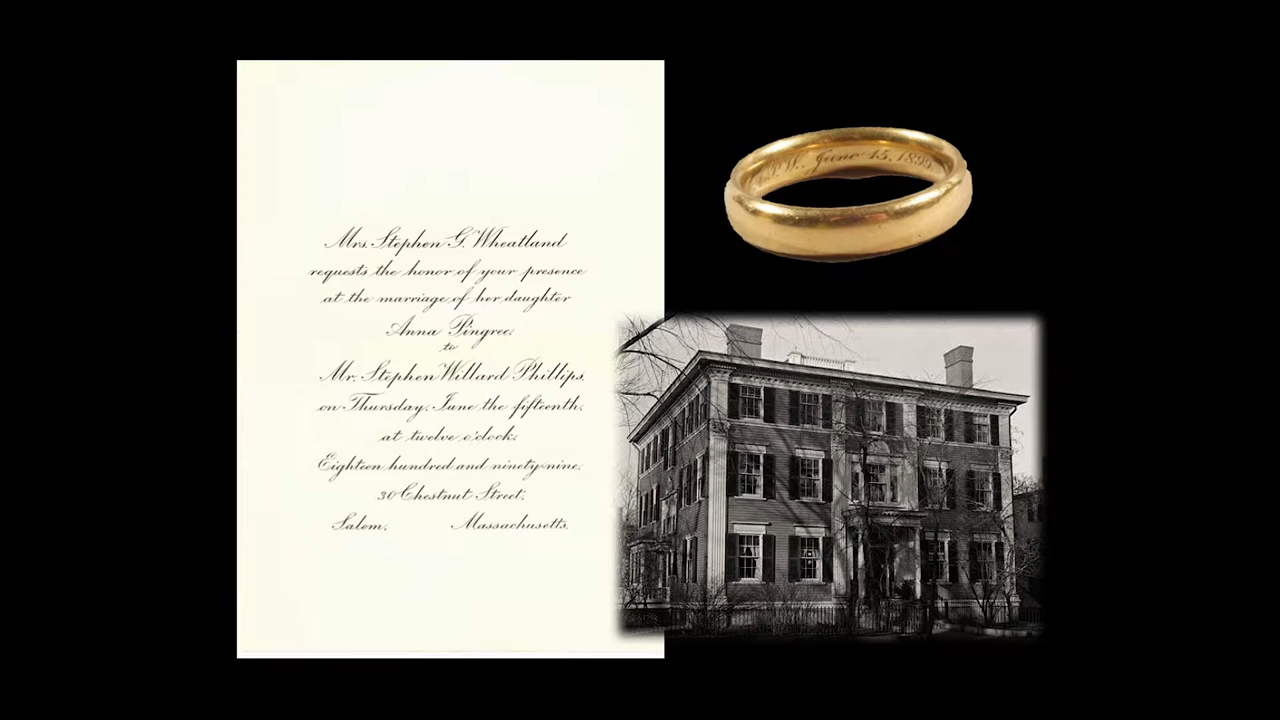 Mrs. Stephen G. Wheatland
requests the honor of your presence
at the marriage of her daughter
Anna Pingree
to
Mr. Stephen Willard Phillips,
on Thursday, June the fifteenth,
at twelve o'clock,
Eighteen hundred and ninety-nine,
30 Chestnut Street,
Salem, Massachusetts.
P.W., June 15, 1899